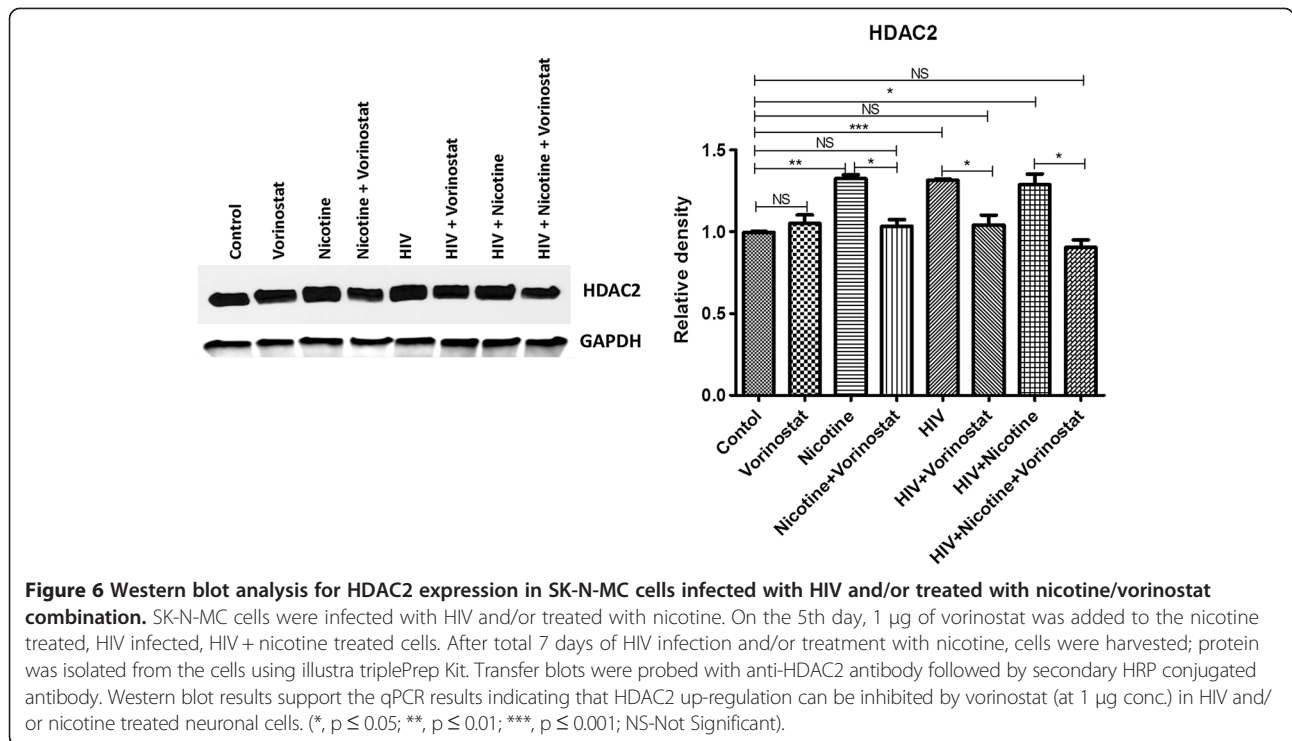 Control
Vorinostat
Nicotine
Nicotine + Vorinostat
HIV
HIV + Vorinostat
HIV + Nicotine
HIV + Nicotine + Vorinostat
HDAC2
GAPDH
HDAC2
NS
*
NS
***
NS
** *
* *
NS
Relative density
1.5
1.0
0.5
0.0
Contol
Vorinostat
Nicotine
Nicotine+Vorinostat
HIV
HIV+Vorinostat
HIV+Nicotine
HIV+Nicotine+Vorinostat
Figure 6 Western blot analysis for HDAC2 expression in SK-N-MC cells infected with HIV and/or treated with nicotine/vorinostat
combination. SK-N-MC cells were infected with HIV and/or treated with nicotine. On the 5th day, 1 µg of vorinostat was added to the nicotine
treated, HIV infected, HIV + nicotine treated cells. After total 7 days of HIV infection and/or treatment with nicotine, cells were harvested; protein
was isolated from the cells using illustra triplePrep Kit. Transfer blots were probed with anti-HDAC2 antibody followed by secondary HRP conjugated
antibody. Western blot results support the qPCR results indicating that HDAC2 up-regulation can be inhibited by vorinostat (at 1 µg conc.) in HIV and/
or nicotine treated neuronal cells. (*, p ≤ 0.05; **, p ≤ 0.01; ***, p ≤ 0.001; NS-Not Significant).